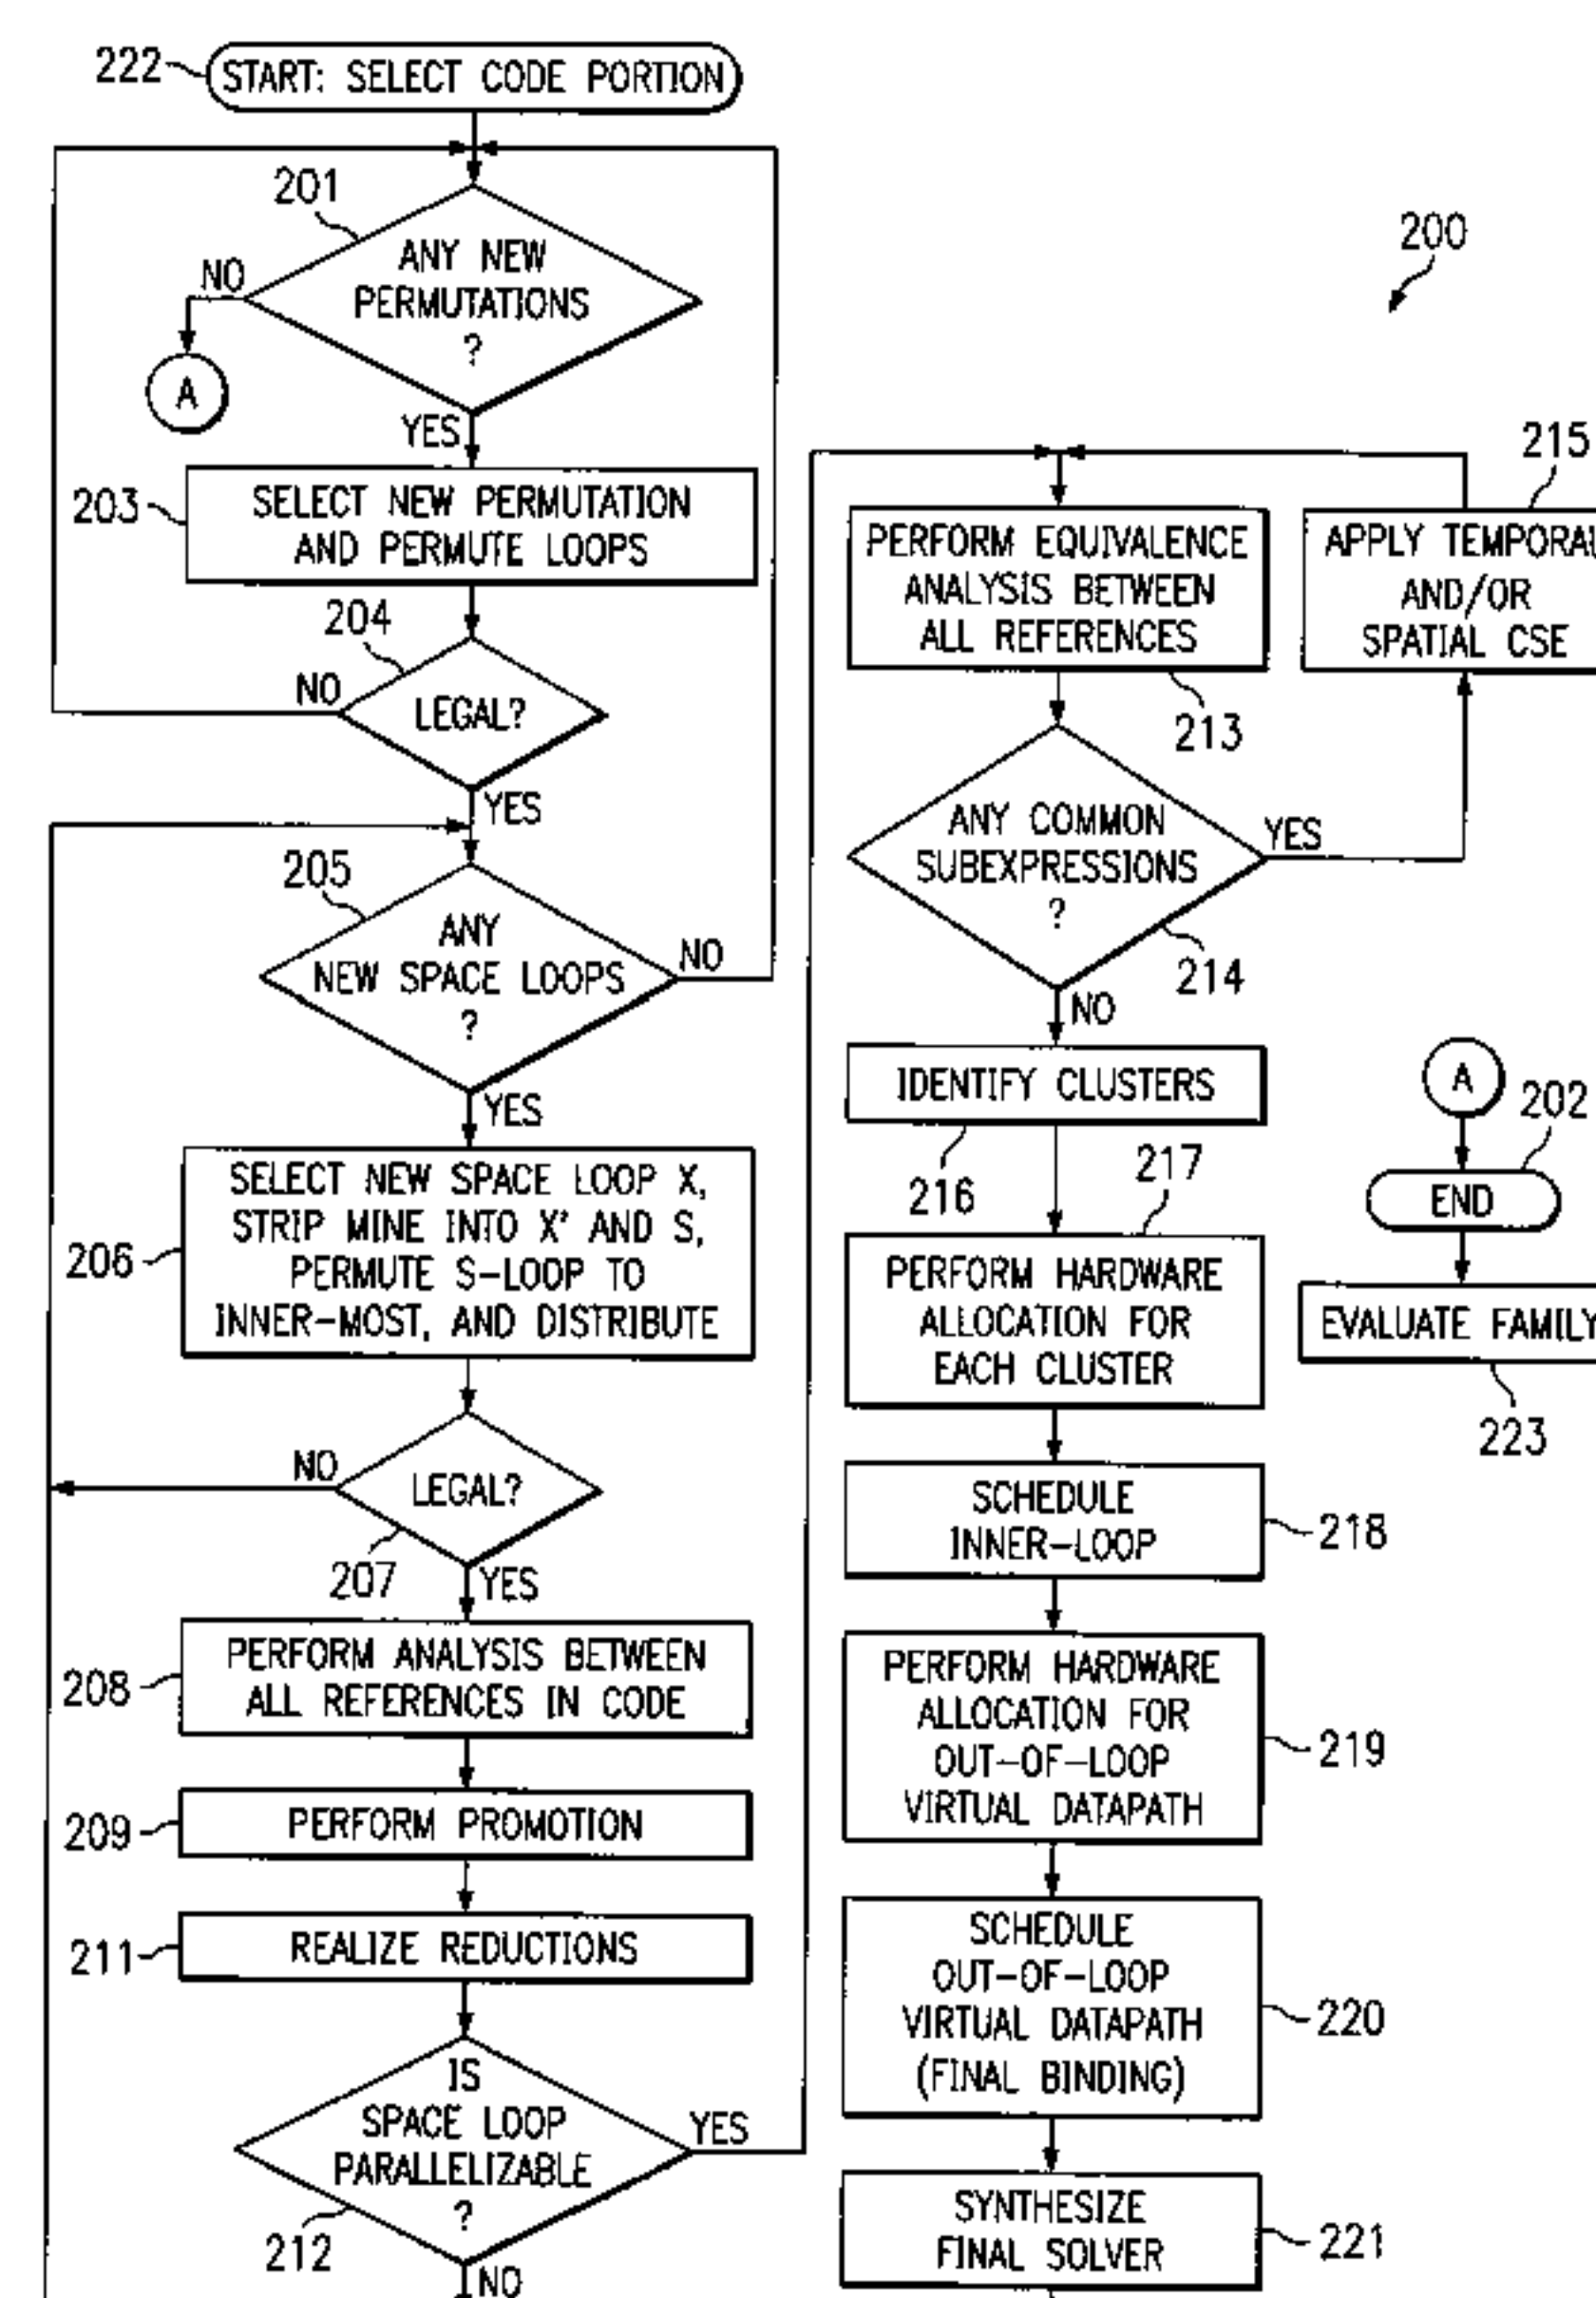 222
START: SELECT CODE PORTION
201
ANY NEW
PERMUTATIONS
?
NO
A
YES
203
SELECT NEW PERMUTATION
AND PERMUTE LOOPS
204
NO
LEGAL?
YES
205
ANY
NEW SPACE LOOPS
?
NO
YES
206
SELECT NEW SPACE LOOP X,
STRIP MINE INTO X' AND S,
PERMUTE S-LOOP TO
INNER-MOST, AND DISTRIBUTE
NO
LEGAL?
207
YES
208
PERFORM ANALYSIS BETWEEN
ALL REFERENCES IN CODE
209
PERFORM PROMOTION
211
REALIZE REDUCTIONS
IS
SPACE LOOP
PARALLELIZABLE
?
YES
212
NO
200
215
PERFORM EQUIVALENCE
ANALYSIS BETWEEN
ALL REFERENCES
213
APPLY TEMPORAL
AND/OR
SPATIAL CSE
ANY COMMON
SUBEXPRESSIONS
?
YES
214
NO
IDENTIFY CLUSTERS
216
217
PERFORM HARDWARE
ALLOCATION FOR
EACH CLUSTER
SCHEDULE
INNER-LOOP
218
PERFORM HARDWARE
ALLOCATION FOR
OUT-OF-LOOP
VIRTUAL DATAPATH
219
SCHEDULE
OUT-OF-LOOP
VIRTUAL DATAPATH
(FINAL BINDING)
220
SYNTHESIZE
FINAL SOLVER
221
A
202
END
EVALUATE FAMILY
223